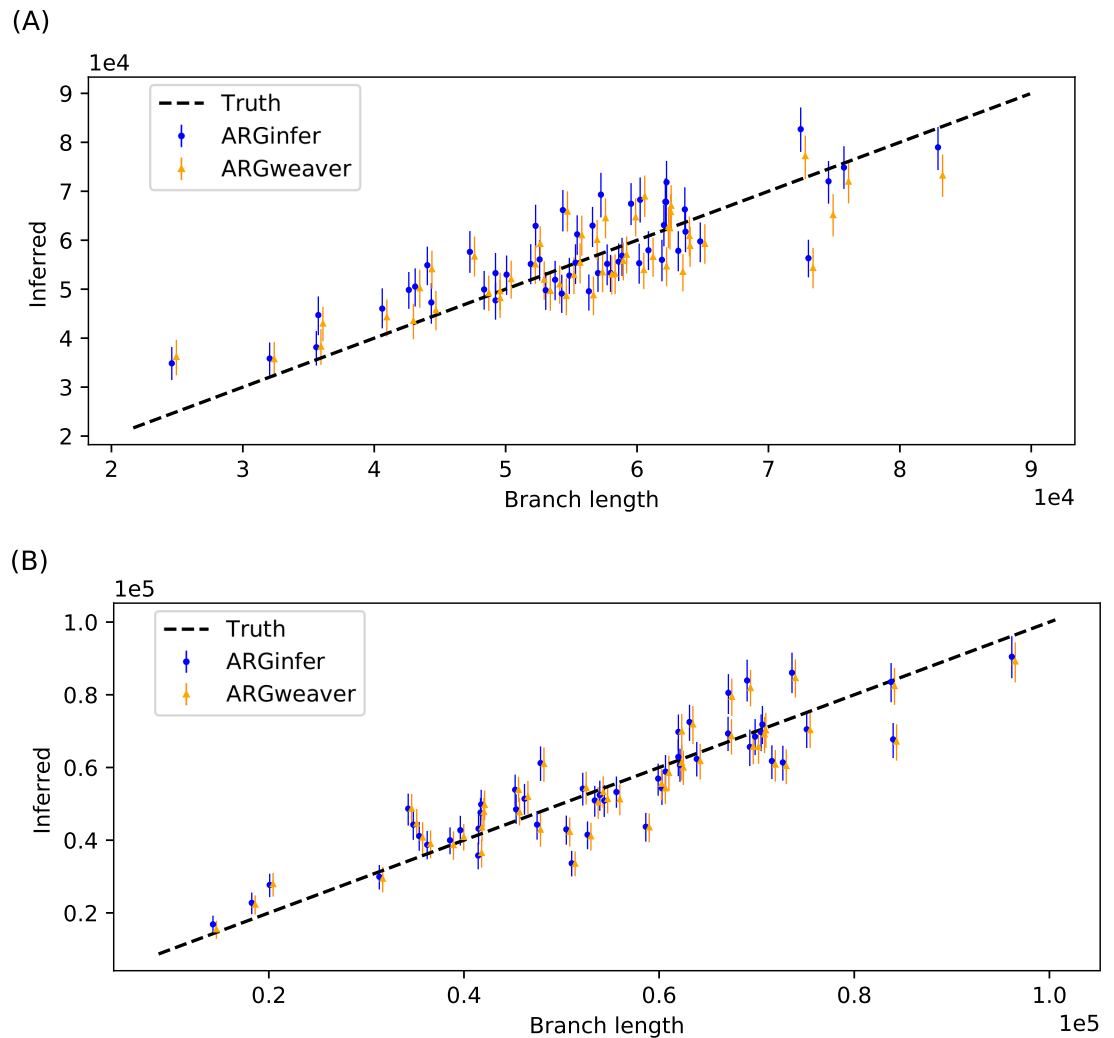 (A)
1e4
9
8
7
6
5
4
3
2
Inferred
Truth
ARGinfer
ARGweaver
2 3 4 5 6 7 8 9
Branch length
1e4
(B)
1e5
1.0
0.8
0.6
0.4
0.2
Inferred
Truth
ARGinfer
ARGweaver
0.2 0.4 0.6 0.8 1.0
Branch length
1e5